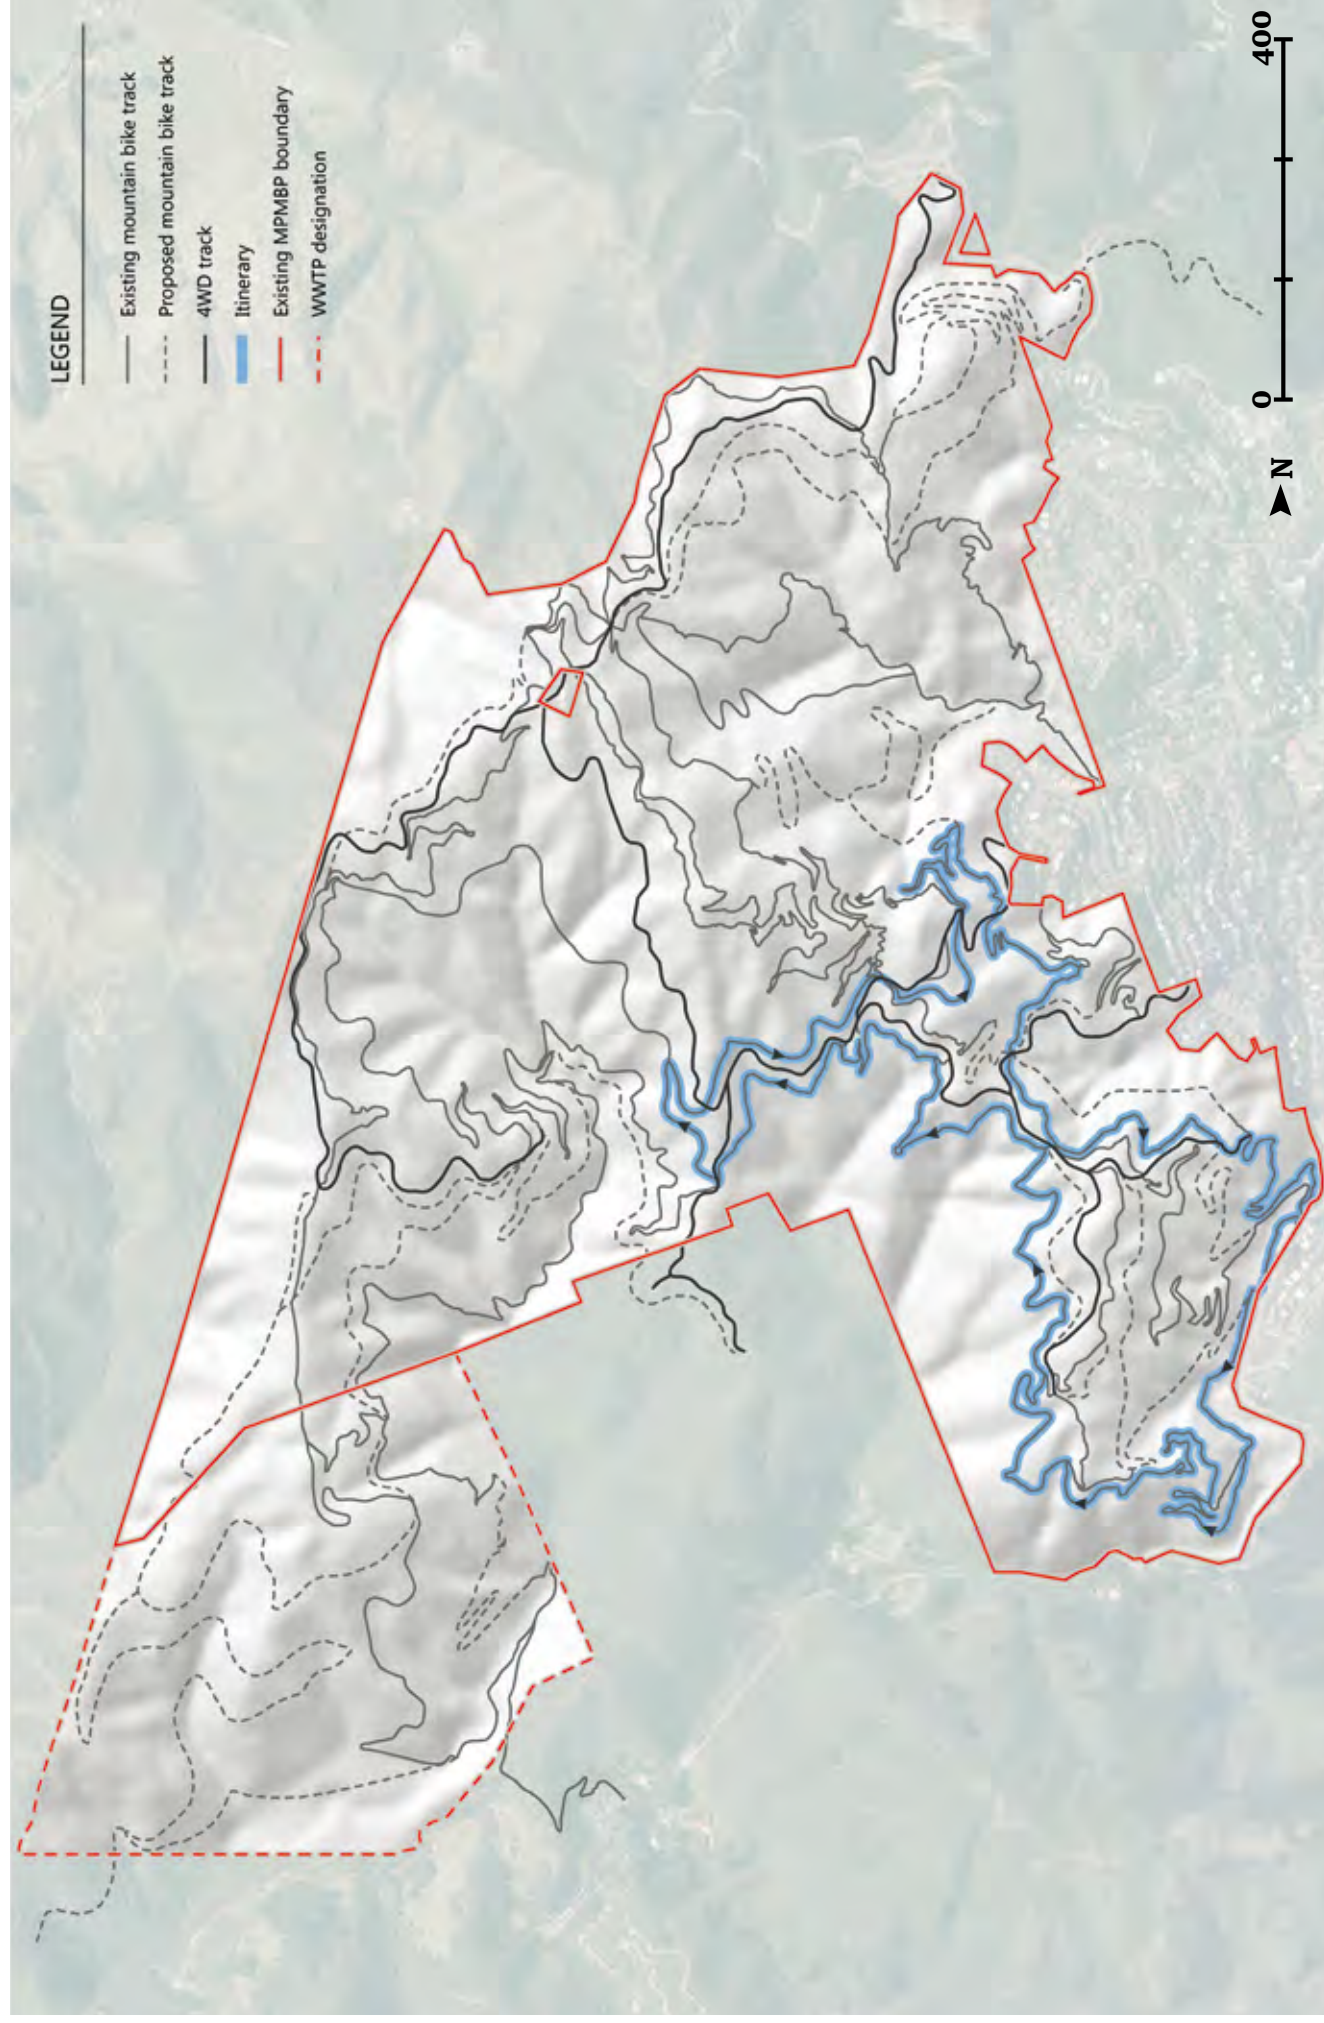 LEGEND
Existing mountain bike track
Proposed mountain bike track
4WD track
Itinerary
Existing MPMBP boundary
WWTP designation
N
0
400